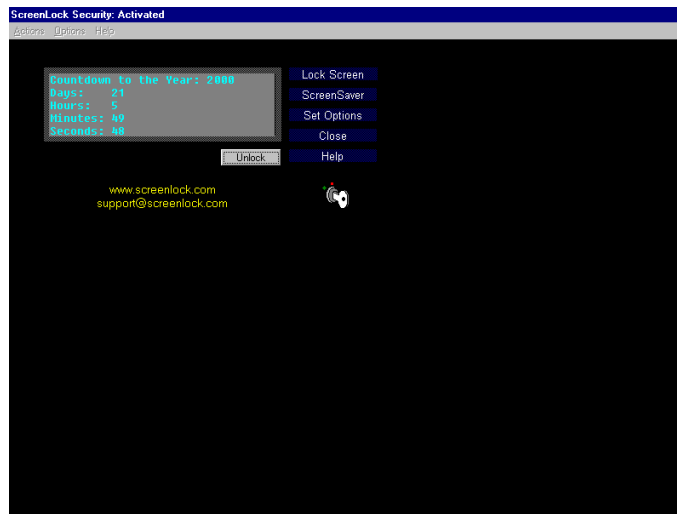 ScreenLock Security: Activated
Actions Options Help
Countdown to the Year: 2000
Days: 21
Hours: 5
Minutes: 49
Seconds: 48
Lock Screen
ScreenSaver
Set Options
Close
Help
Unlock
www.screenlock.com
support@screenlock.com